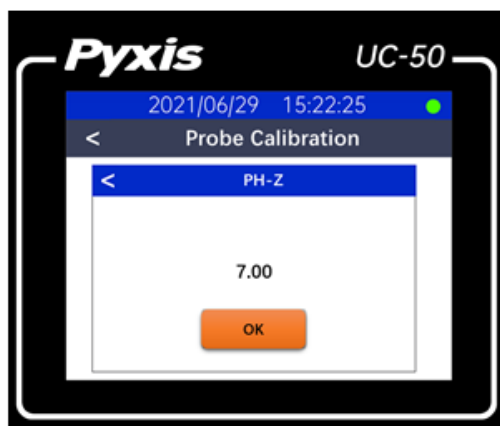 Pyxis UC-50
2021/06/29 15:22:25
< Probe Calibration
< PH-Z
7.00
OK